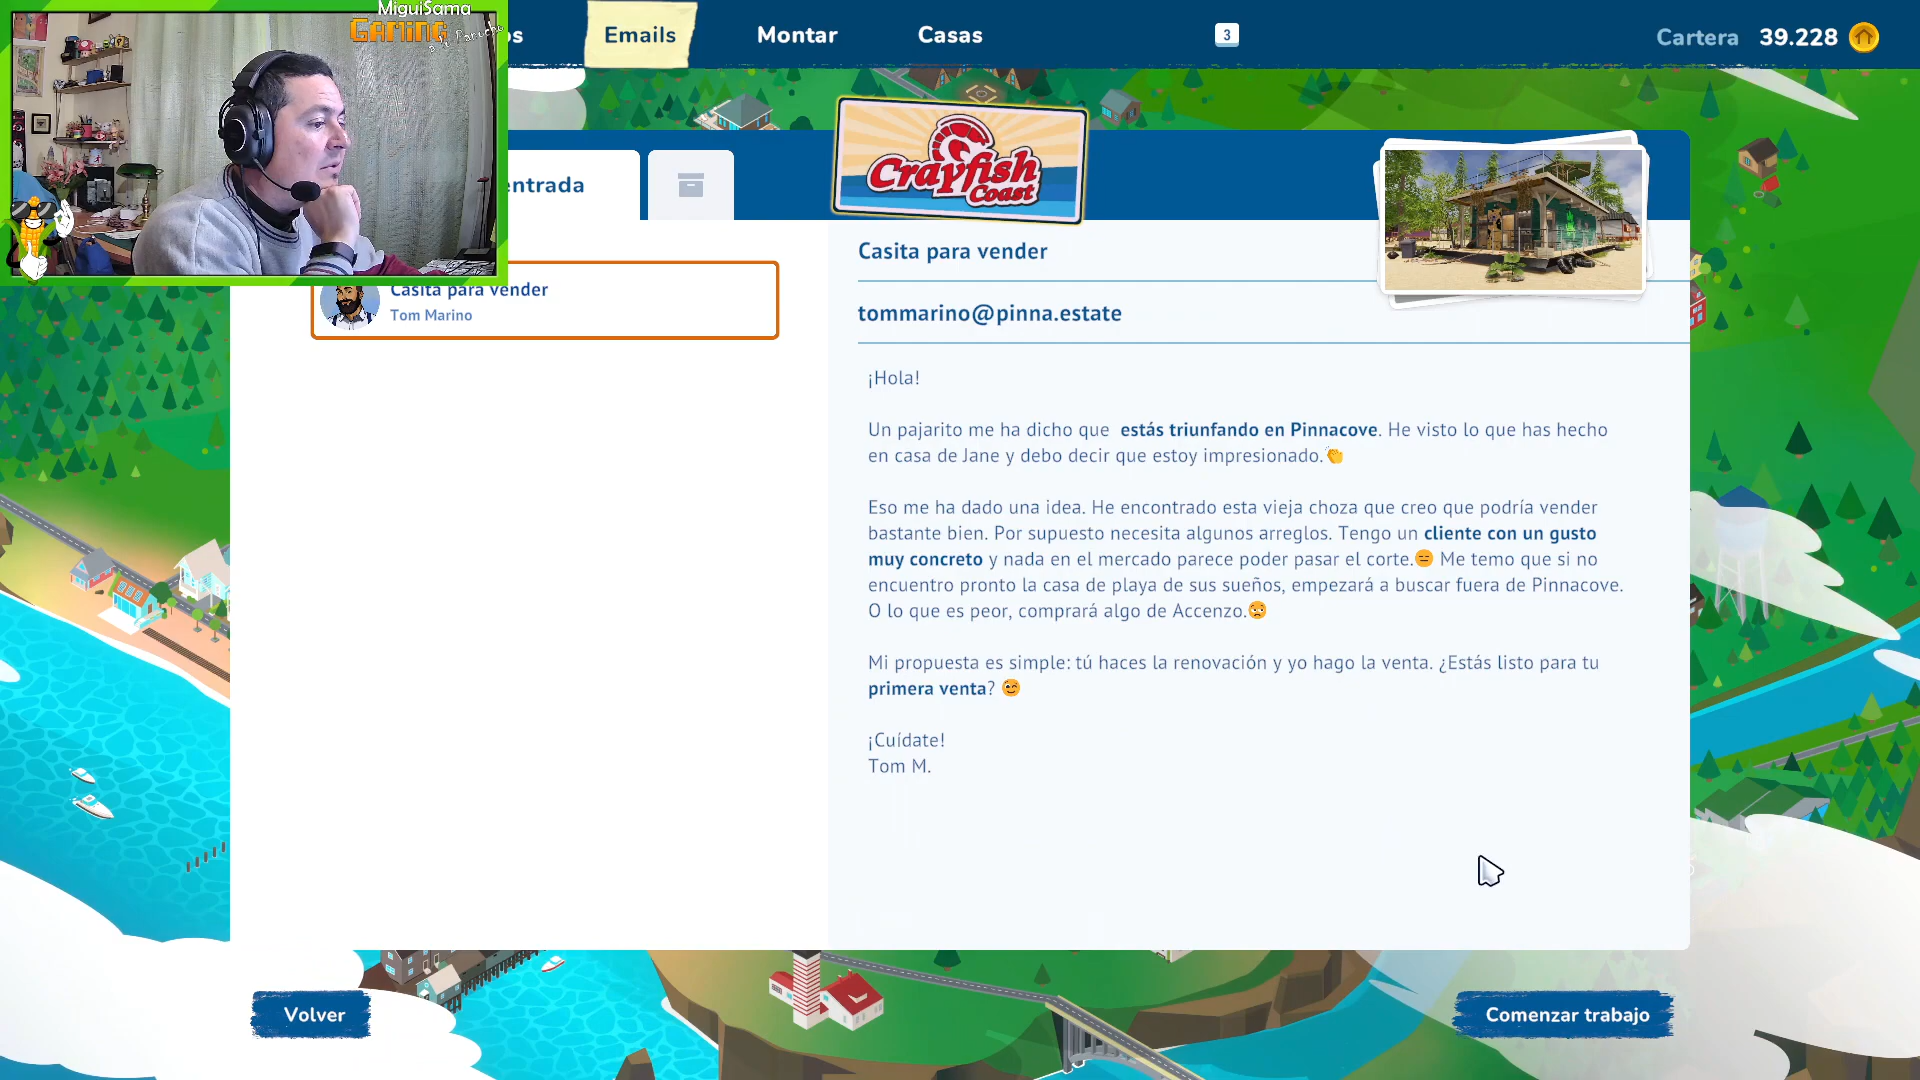 MiguiSama
GAMING
Emails
Montar
Casas
3
Cartera 39.228
entrada
Crayfish
Coast
Casita para vender
Tom Marino
Casita para vender
tommarino@pinna.estate
¡Hola!
Un pajarito me ha dicho que estás triunfando en Pinnacove. He visto lo que has hecho
en casa de Jane y debo decir que estoy impresionado.👏
Eso me ha dado una idea. He encontrado esta vieja choza que creo que podría vender
bastante bien. Por supuesto necesita algunos arreglos. Tengo un cliente con un gusto
muy concreto y nada en el mercado parece poder pasar el corte.😑 Me temo que si no
encuentro pronto la casa de playa de sus sueños, empezará a buscar fuera de Pinnacove.
O lo que es peor, comprará algo de Accenzo.😟
Mi propuesta es simple: tú haces la renovación y yo hago la venta. ¿Estás listo para tu
primera venta? 😉
¡Cuídate!
Tom M.
Volver
Comenzar trabajo